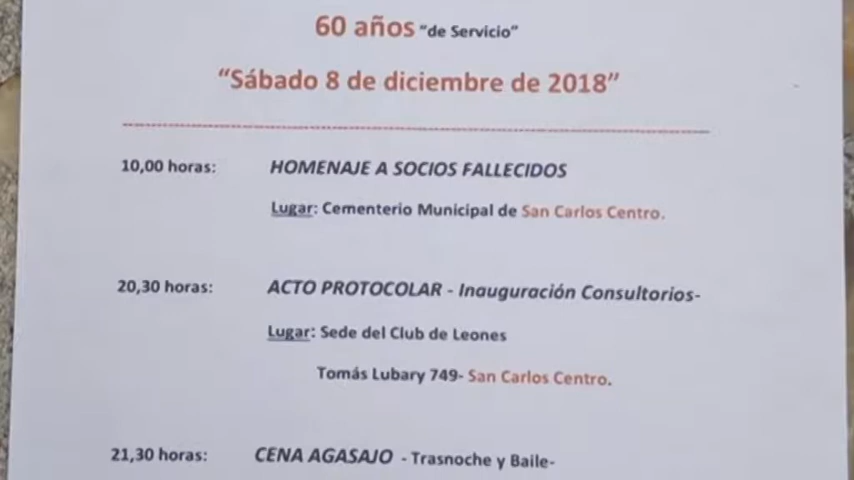 60 años "de Servicio"
"Sábado 8 de diciembre de 2018"
10,00 horas: HOMENAJE A SOCIOS FALLECIDOS
Lugar: Cementerio Municipal de San Carlos Centro.
20,30 horas: ACTO PROTOCOLAR - Inauguración Consultorios-
Lugar: Sede del Club de Leones
Tomás Lubary 749- San Carlos Centro.
21,30 horas: CENA AGASAJO - Trasnoche y Baile-